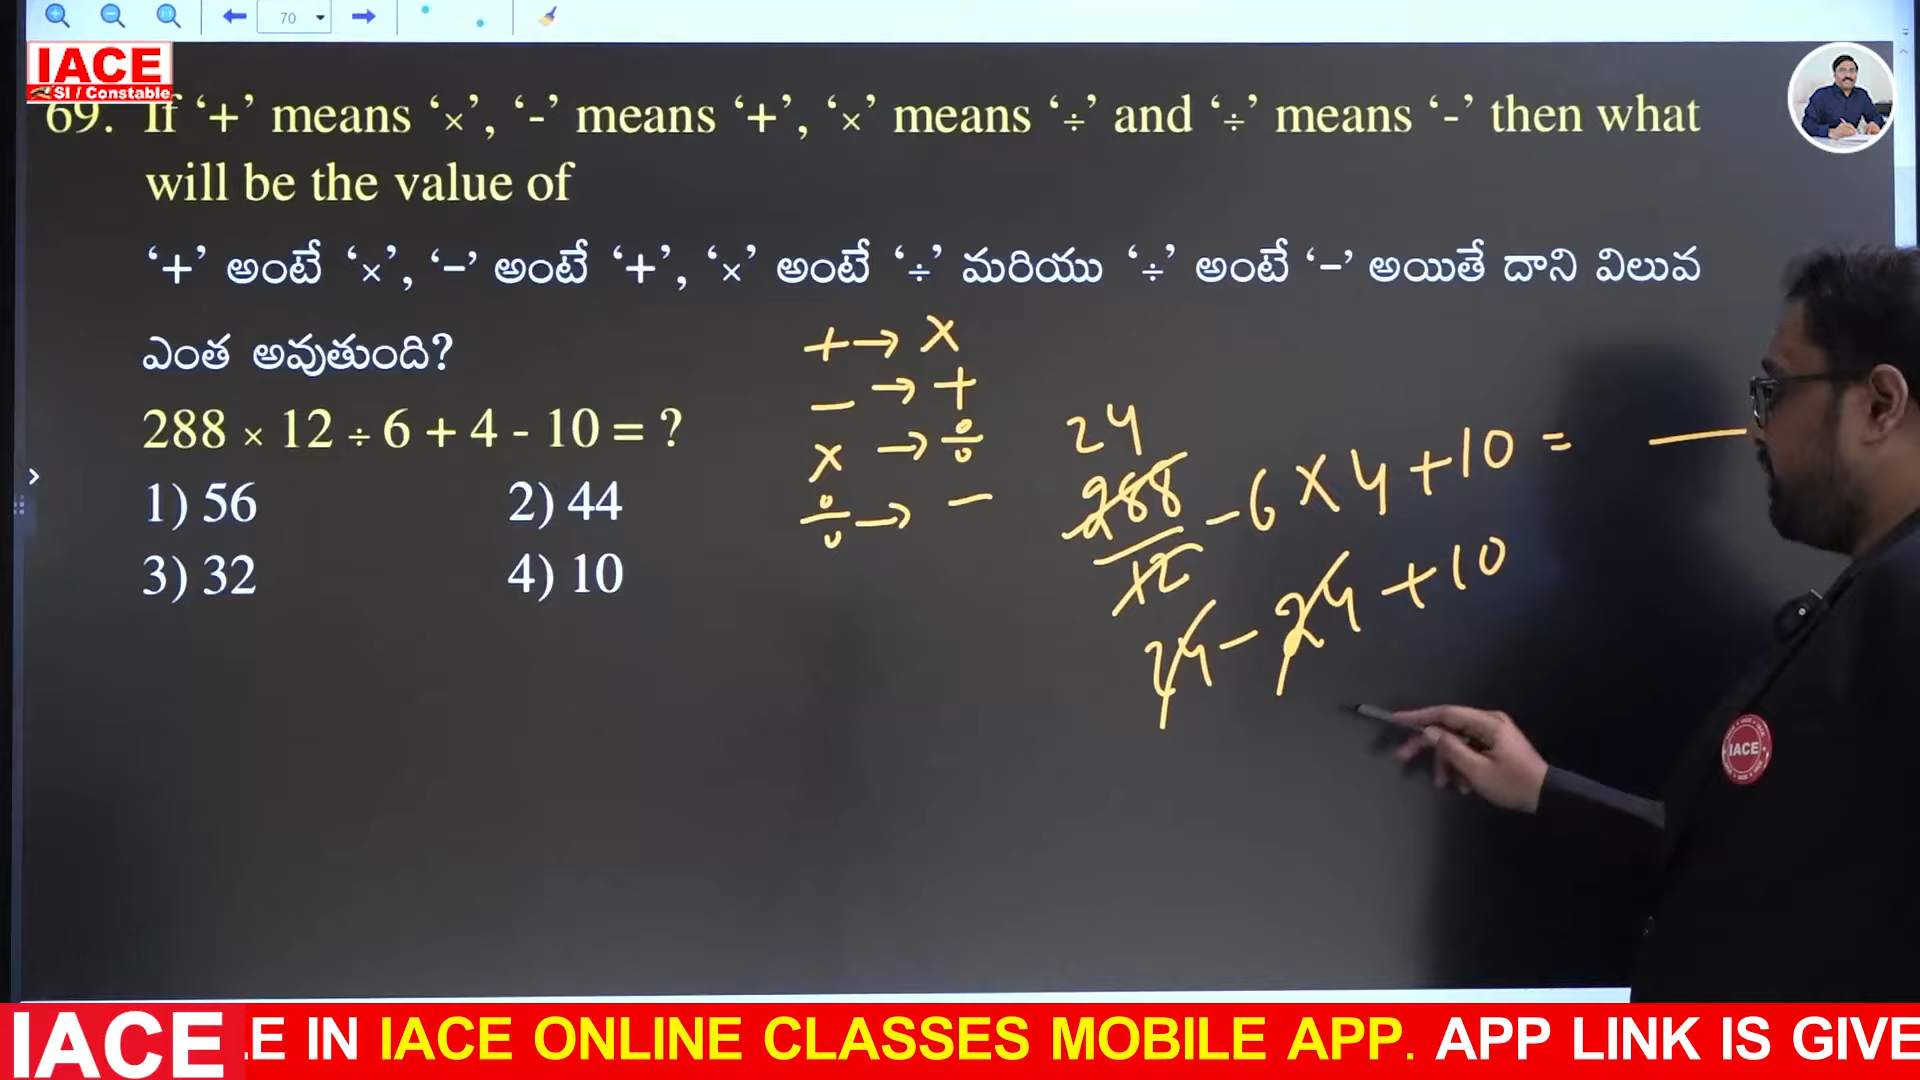 70
IACE
SI / Constable
69. If ‘+’ means ‘×’, ‘-’ means ‘+’, ‘×’ means ‘÷’ and ‘÷’ means ‘-’ then what
will be the value of
‘+’ అంటే ‘×’, ‘−’ అంటే ‘+’, ‘×’ అంటే ‘÷’ మరియు ‘÷’ అంటే ‘−’ అయితే దాని విలువ
ఎంత అవుతుంది?
288 × 12 ÷ 6 + 4 - 10 = ?
1) 56 2) 44
3) 32 4) 10
+ → ×
− → +
× → ÷
÷ → −
24
288
12
− 6 × 4 + 10 =
24 − 24 + 10
IACE
IACE
E IN IACE ONLINE CLASSES MOBILE APP. APP LINK IS GIVE